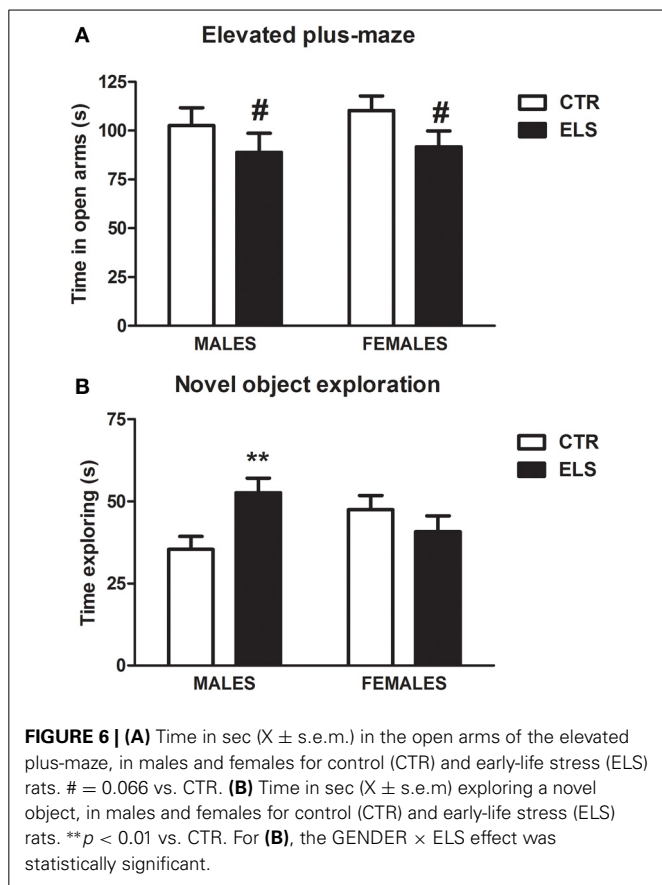 A
Elevated plus-maze
Time in open arms (s)
125
100
75
50
25
0
#
#
CTR
ELS
MALES
FEMALES
B
Novel object exploration
Time exploring (s)
75
50
25
0
**
CTR
ELS
MALES
FEMALES
FIGURE 6 | (A) Time in sec (X ± s.e.m.) in the open arms of the elevated
plus-maze, in males and females for control (CTR) and early-life stress (ELS)
rats. # = 0.066 vs. CTR. (B) Time in sec (X ± s.e.m) exploring a novel
object, in males and females for control (CTR) and early-life stress (ELS)
rats. **p < 0.01 vs. CTR. For (B), the GENDER × ELS effect was
statistically significant.